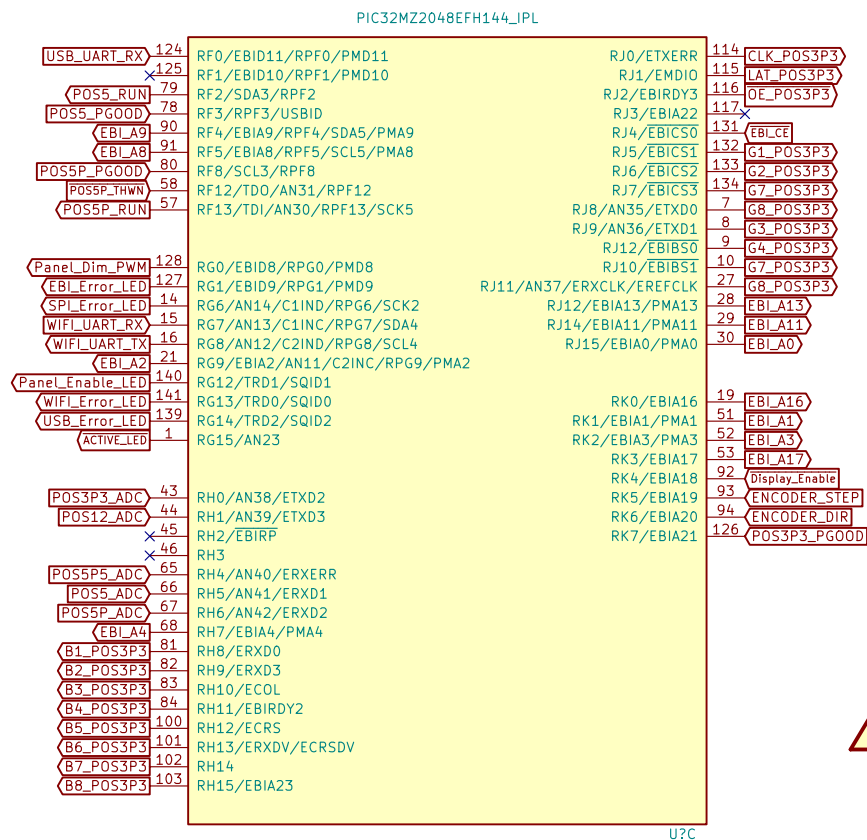 PIC32MZ2048EFH144_IPL
USB_UART_RX 124 RF0/EBID11/RPF0/PMD11 RJ0/ETXERR 114 CLK_POS3P3
125 RF1/EBID10/RPF1/PMD10 RJ1/EMDIO 115 LAT_POS3P3
POS5_RUN 79 RF2/SDA3/RPF2 RJ2/EBIRDY3 116 OE_POS3P3
POS5_PGOOD 78 RF3/RPF3/USBID RJ3/EBIA22 117
EBI_A9 90 RF4/EBIA9/RPF4/SDA5/PMA9 RJ4/EBICS0 131 EBI_CE
EBI_A8 91 RF5/EBIA8/RPF5/SCL5/PMA8 RJ5/EBICS1 132 G1_POS3P3
POS5P_PGOOD 80 RF8/SCL3/RPF8 RJ6/EBICS2 133 G2_POS3P3
POS5P_THWN 58 RF12/TDO/AN31/RPF12 RJ7/EBICS3 134 G7_POS3P3
POS5P_RUN 57 RF13/TDI/AN30/RPF13/SCK5 RJ8/AN35/ETXD0 7 G8_POS3P3
RJ9/AN36/ETXD1 8 G3_POS3P3
RJ12/EBIBS0 9 G4_POS3P3
Panel_Dim_PWM 128 RG0/EBID8/RPG0/PMD8 RJ10/EBIBS1 10 G7_POS3P3
EBI_Error_LED 127 RG1/EBID9/RPG1/PMD9 RJ11/AN37/ERXCLK/EREFCLK 27 G8_POS3P3
SPI_Error_LED 14 RG6/AN14/C1IND/RPG6/SCK2 RJ12/EBIA13/PMA13 28 EBI_A13
WIFI_UART_RX 15 RG7/AN13/C1INC/RPG7/SDA4 RJ14/EBIA11/PMA11 29 EBI_A11
WIFI_UART_TX 16 RG8/AN12/C2IND/RPG8/SCL4 RJ15/EBIA0/PMA0 30 EBI_A0
EBI_A2 21 RG9/EBIA2/AN11/C2INC/RPG9/PMA2
Panel_Enable_LED 140 RG12/TRD1/SQID1
WIFI_Error_LED 141 RG13/TRD0/SQID0 RK0/EBIA16 19 EBI_A16
USB_Error_LED 139 RG14/TRD2/SQID2 RK1/EBIA1/PMA1 51 EBI_A1
ACTIVE_LED 1 RG15/AN23 RK2/EBIA3/PMA3 52 EBI_A3
RK3/EBIA17 53 EBI_A17
RK4/EBIA18 92 Display_Enable
POS3P3_ADC 43 RH0/AN38/ETXD2 RK5/EBIA19 93 ENCODER_STEP
POS12_ADC 44 RH1/AN39/ETXD3 RK6/EBIA20 94 ENCODER_DIR
45 RH2/EBIRP RK7/EBIA21 126 POS3P3_PGOOD
46 RH3
POS5P5_ADC 65 RH4/AN40/ERXERR
POS5_ADC 66 RH5/AN41/ERXD1
POS5P_ADC 67 RH6/AN42/ERXD2
EBI_A4 68 RH7/EBIA4/PMA4
B1_POS3P3 81 RH8/ERXD0
B2_POS3P3 82 RH9/ERXD3
B3_POS3P3 83 RH10/ECOL
B4_POS3P3 84 RH11/EBIRDY2
B5_POS3P3 100 RH12/ECRS
B6_POS3P3 101 RH13/ERXDV/ECRSDV
B7_POS3P3 102 RH14
B8_POS3P3 103 RH15/EBIA23
U?C